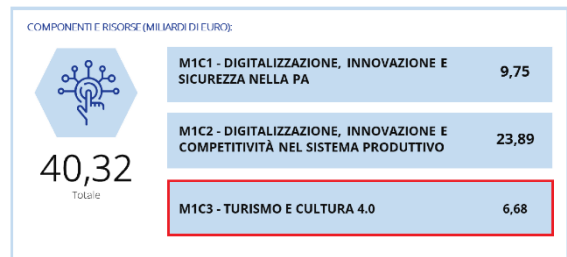 COMPONENTI E RISORSE (MILIARDI DI EURO):
M1C1 - DIGITALIZZAZIONE, INNOVAZIONE E
SICUREZZA NELLA PA
9,75
M1C2 - DIGITALIZZAZIONE, INNOVAZIONE E
COMPETITIVITÀ NEL SISTEMA PRODUTTIVO
23,89
40,32
Totale
M1C3 - TURISMO E CULTURA 4.0
6,68